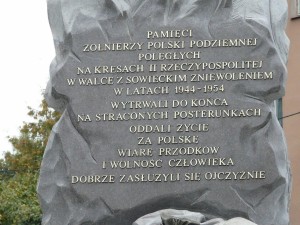 PAMIĘCI
ŻOŁNIERZY POLSKI PODZIEMNEJ
POLEGŁYCH
NA KRESACH II RZECZYPOSPOLITEJ
W WALCE Z SOWIECKIM ZNIEWOLENIEM
W LATACH 1944-1954
WYTRWALI DO KOŃCA
NA STRACONYCH POSTERUNKACH
ODDALI ŻYCIE
ZA POLSKĘ
WIARĘ PRZODKÓW
I WOLNOŚĆ CZŁOWIEKA
DOBRZE ZASŁUŻYLI SIĘ OJCZYŹNIE